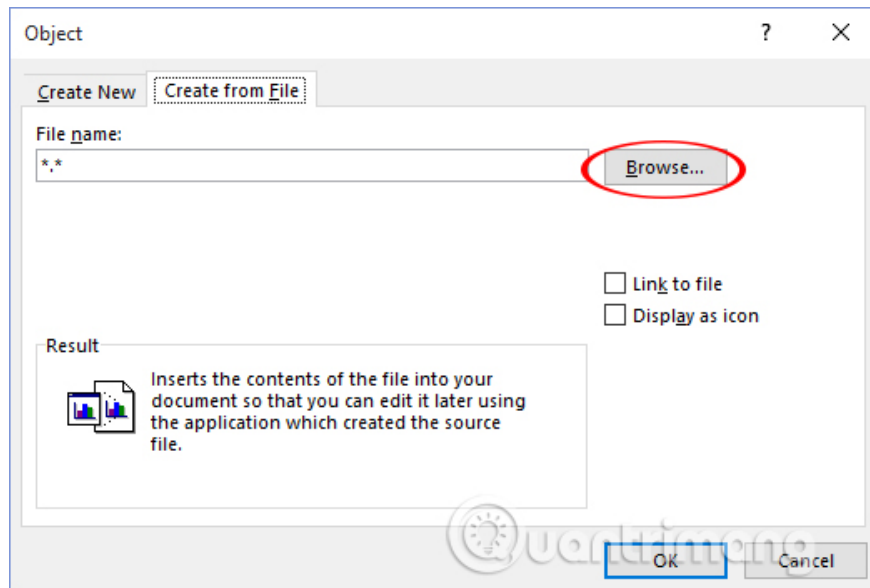 Object
?
Create New
Create from File
File name:
*.*
Browse...
Link to file
Display as icon
Result
Inserts the contents of the file into your
document so that you can edit it later using
the application which created the source
file.
Quantrimang
OK
Cancel